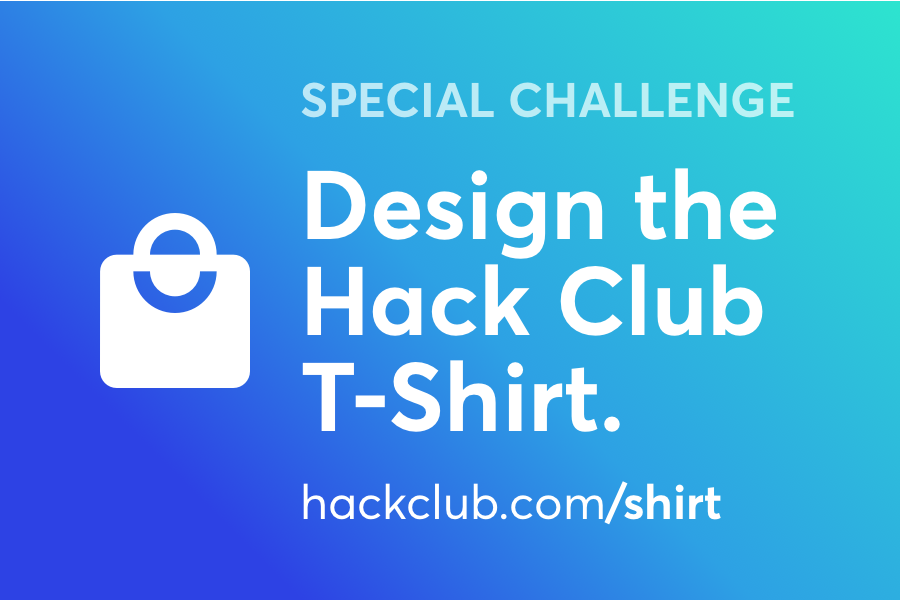 SPECIAL CHALLENGE
Design the
Hack Club
T-Shirt.
hackclub.com/shirt